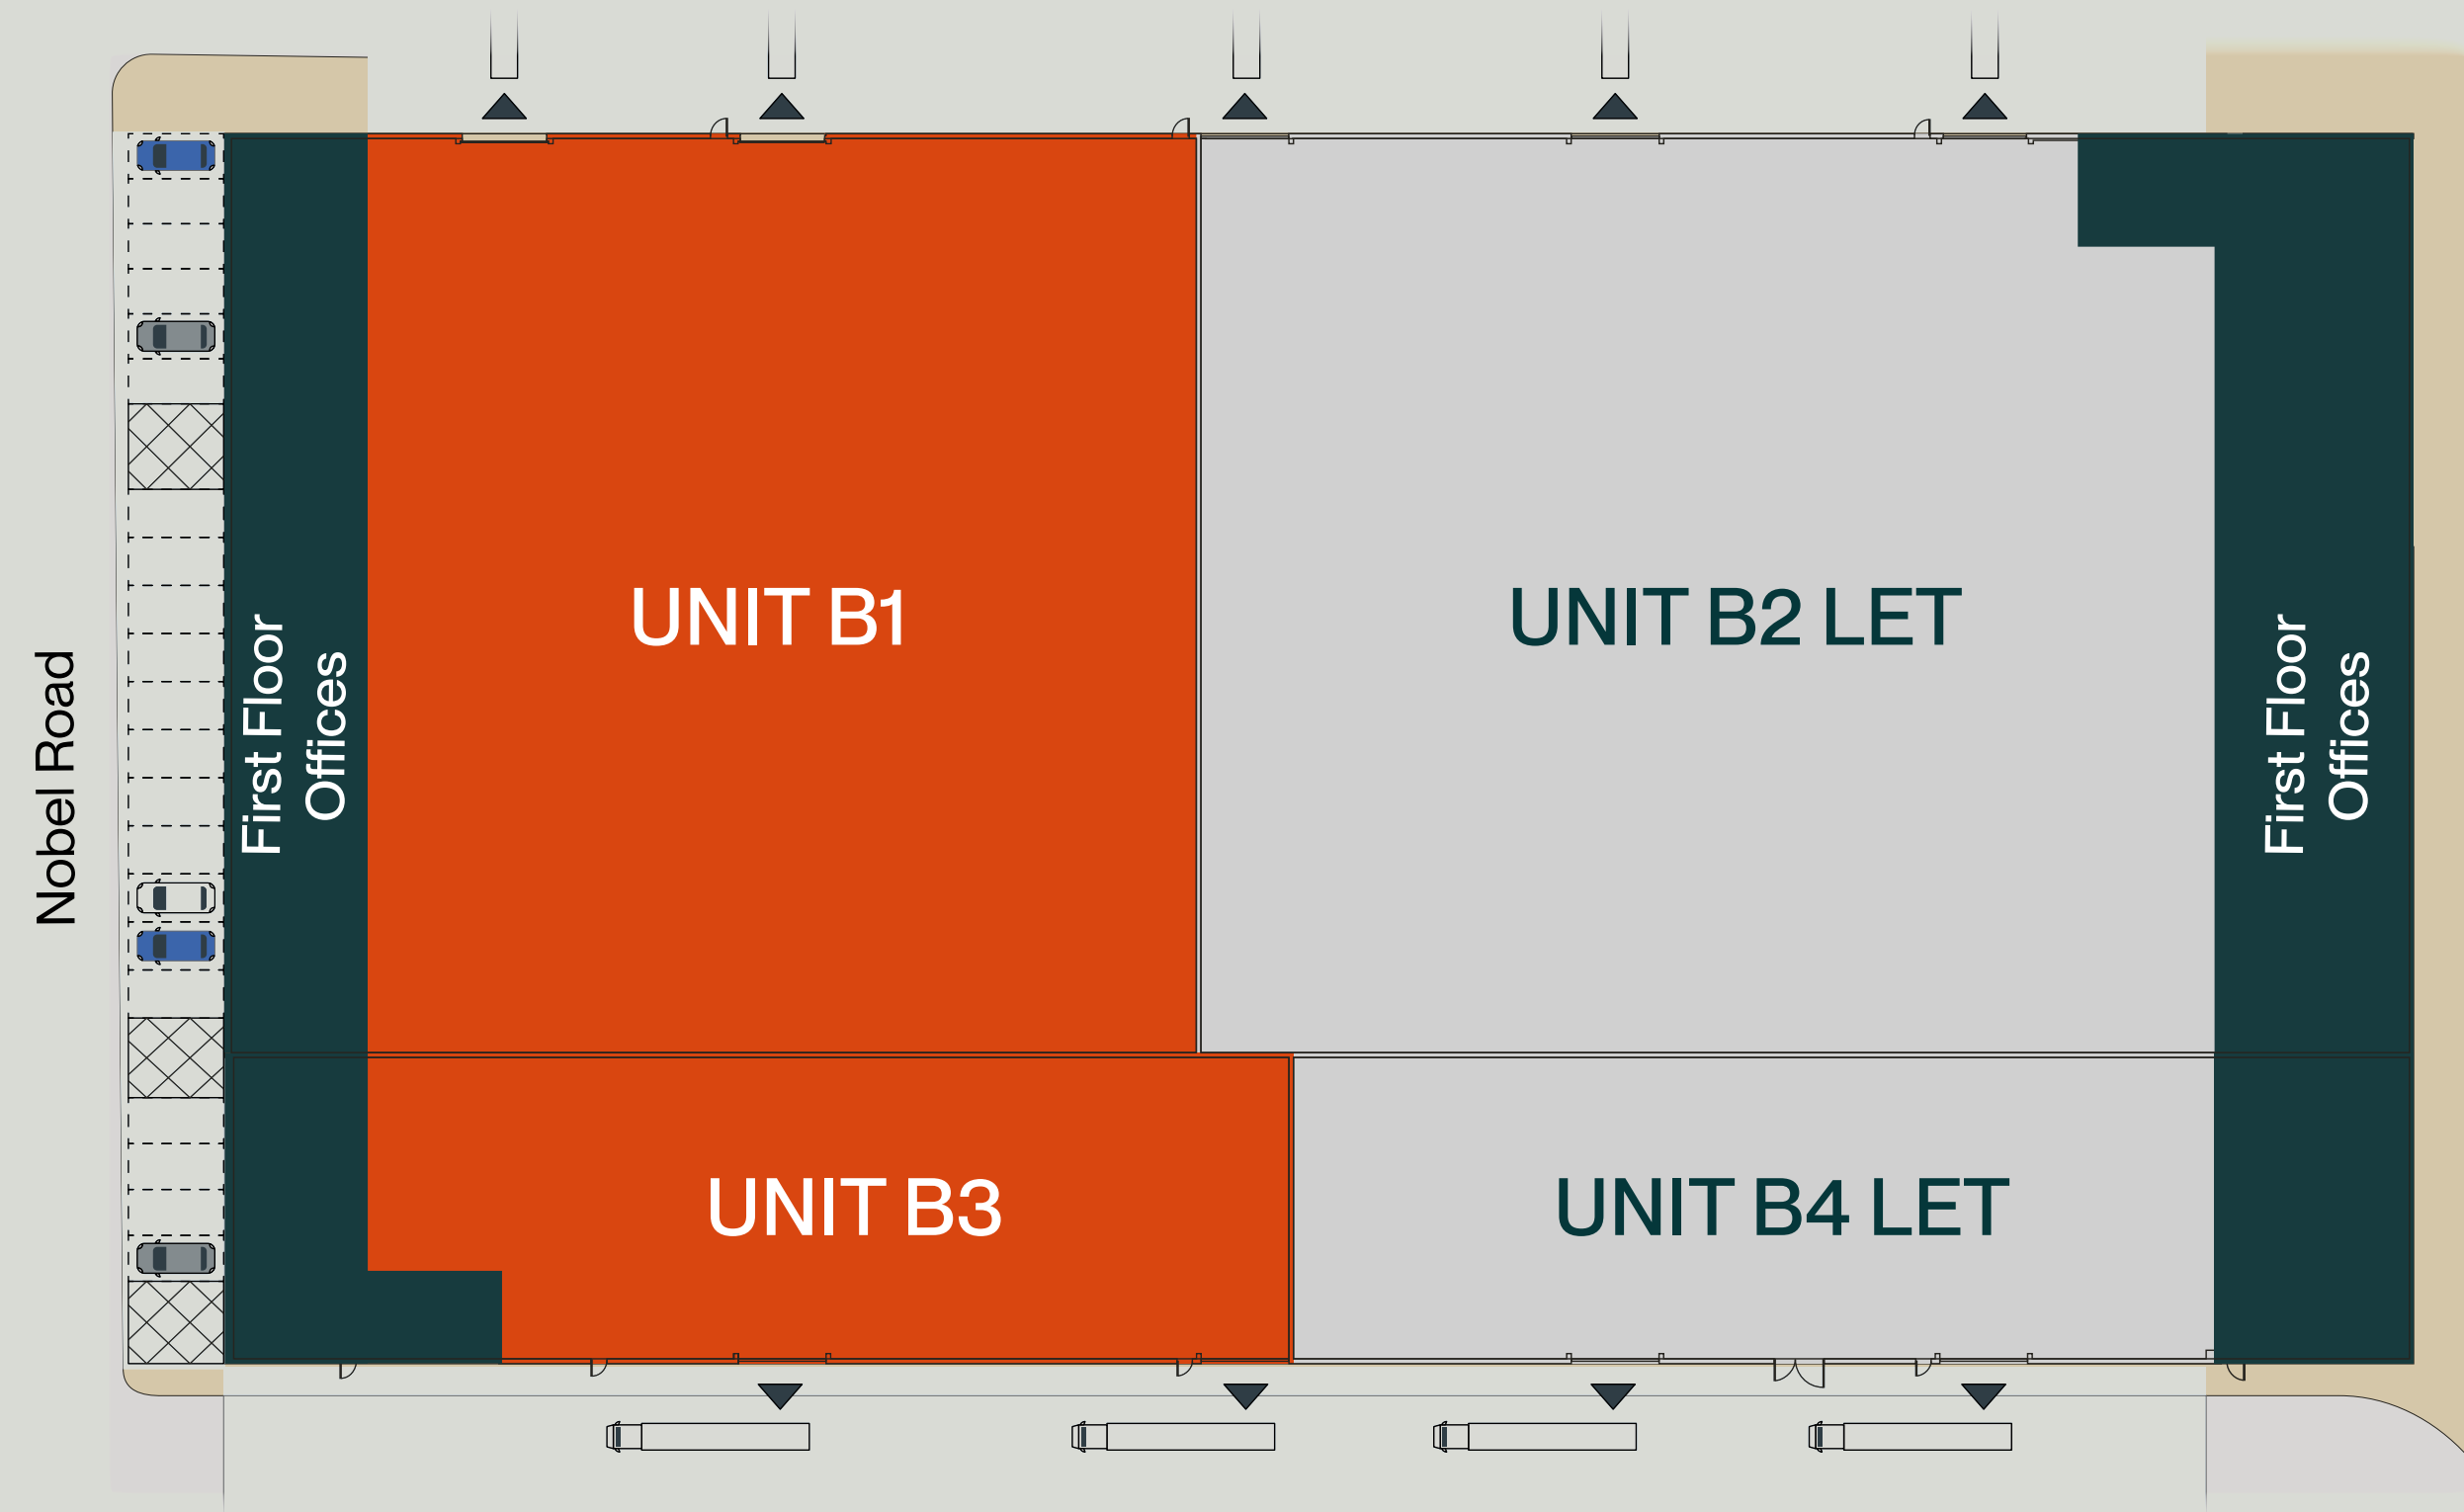 Nobel Road
First Floor
Offices
UNIT B1
UNIT B2 LET
First Floor
Offices
UNIT B3
UNIT B4 LET